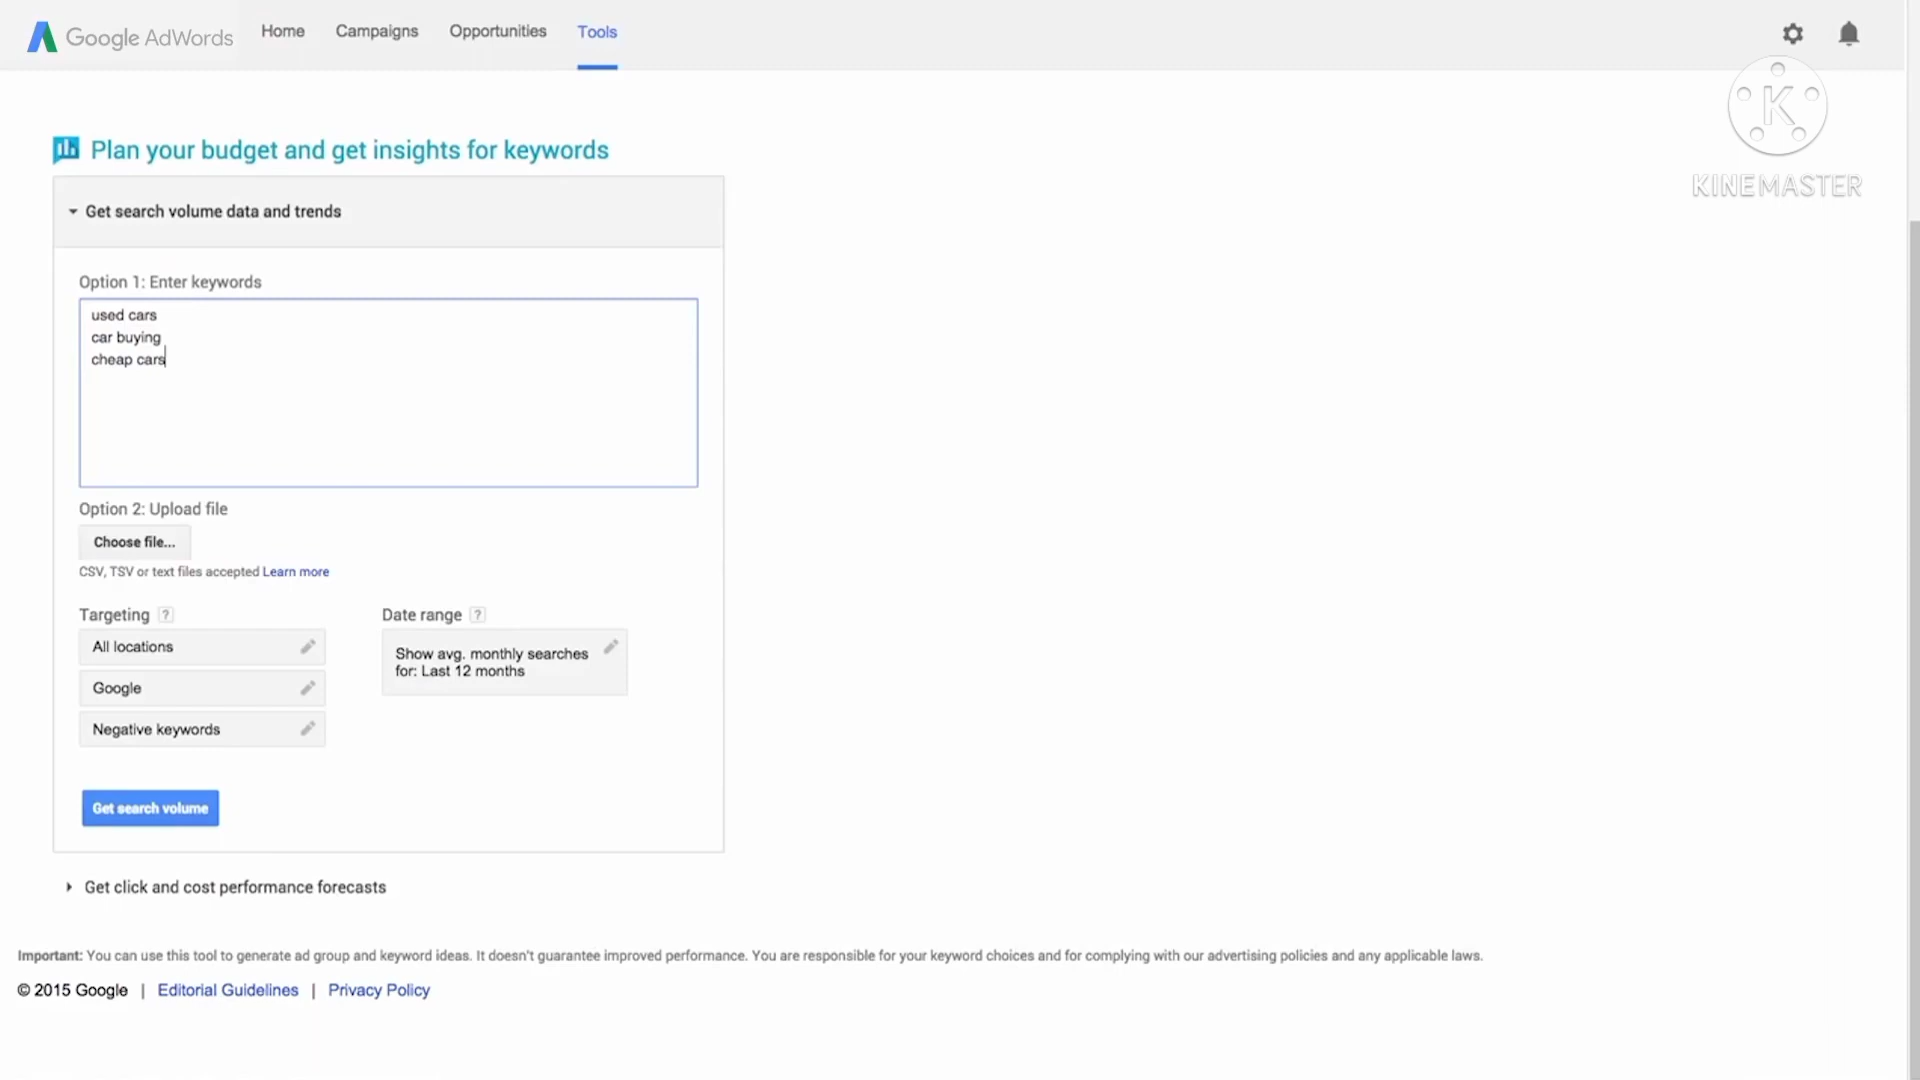 Google AdWords Home Campaigns Opportunities Tools
K
KINEMASTER
Plan your budget and get insights for keywords
Get search volume data and trends
Option 1: Enter keywords
used cars
car buying
cheap cars
Option 2: Upload file
Choose file...
CSV, TSV or text files accepted Learn more
Targeting ? Date range ?
All locations
Show avg. monthly searches
for: Last 12 months
Google
Negative keywords
Get search volume
Get click and cost performance forecasts
Important: You can use this tool to generate ad group and keyword ideas. It doesn't guarantee improved performance. You are responsible for your keyword choices and for complying with our advertising policies and any applicable laws.
© 2015 Google | Editorial Guidelines | Privacy Policy